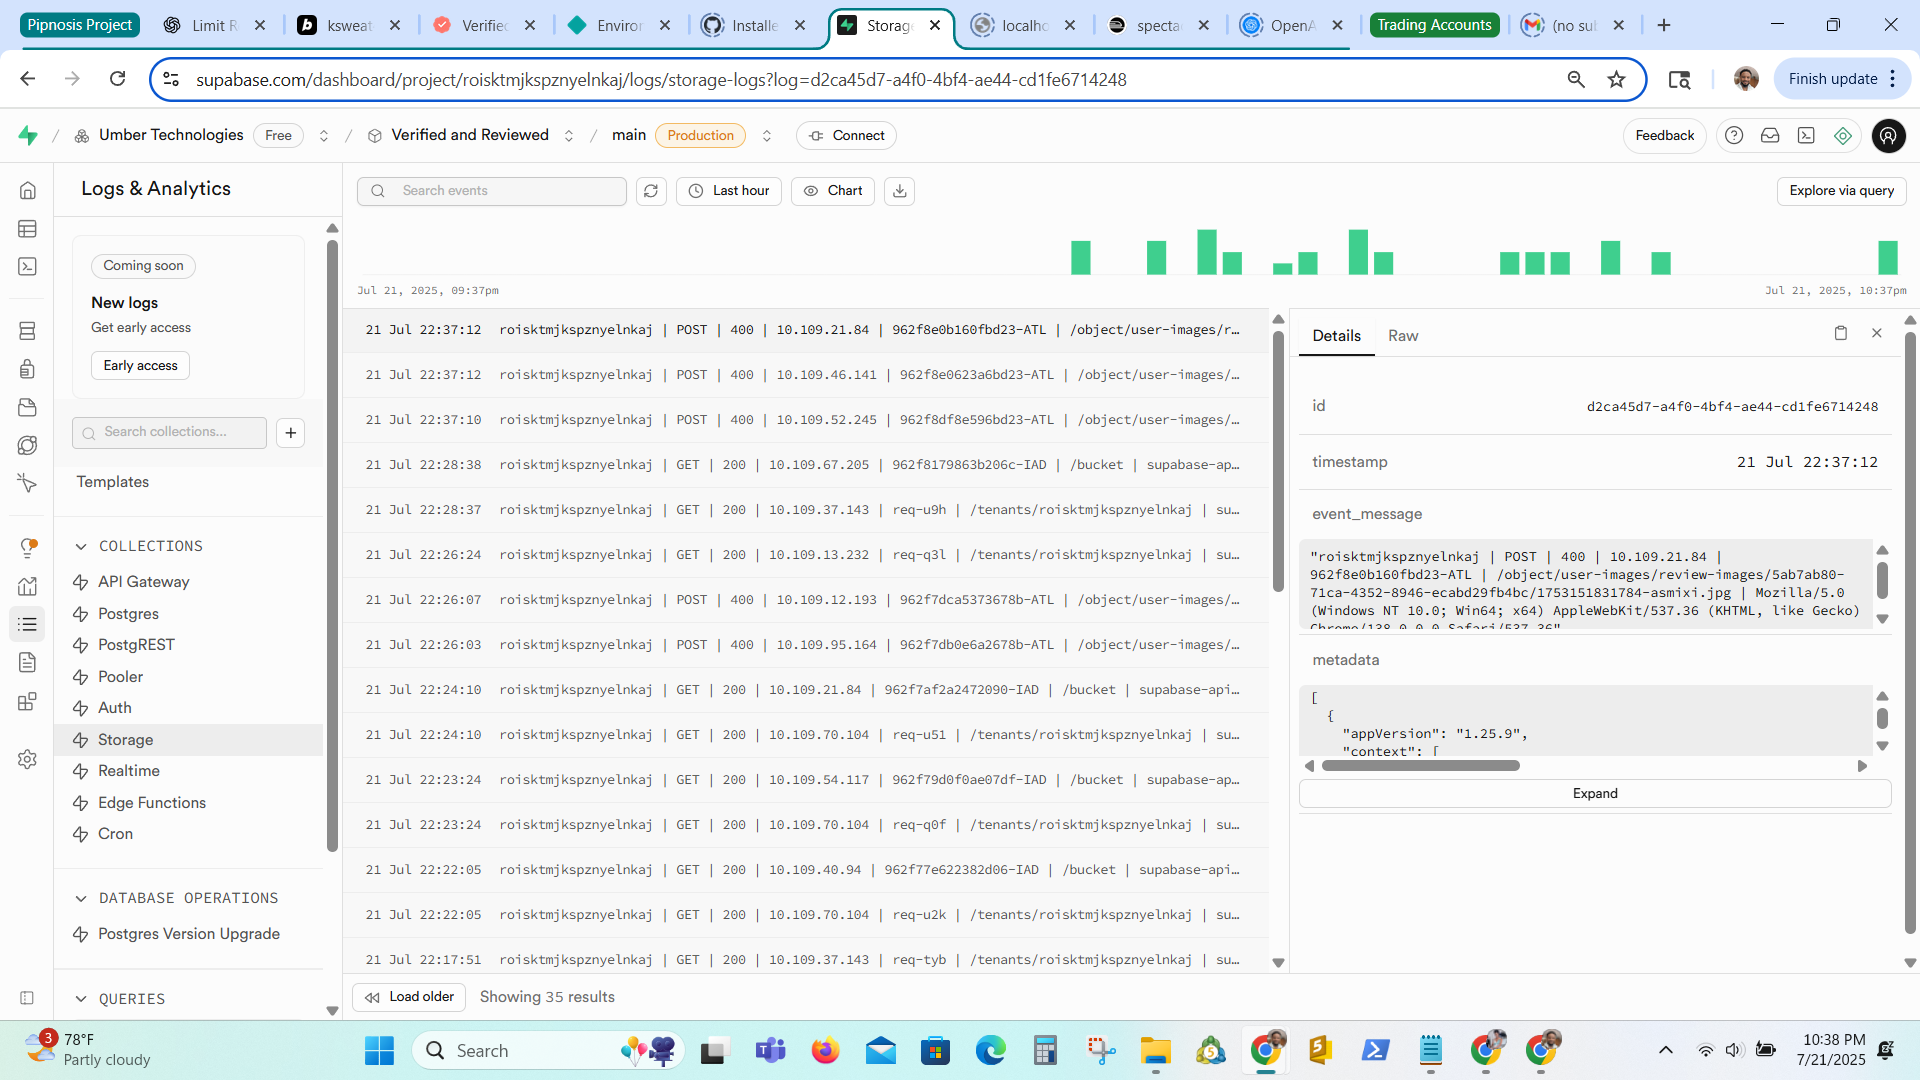 Pipnosis Project
Limit R
ksweat
Verified
Environ
Installe
Storag
localho
specta
OpenA
Trading Accounts
(no su
supabase.com/dashboard/project/roisktmjkspznyelnkaj/logs/storage-logs?log=d2ca45d7-a4f0-4bf4-ae44-cd1fe6714248
Finish update
/ Umber Technologies Free / Verified and Reviewed / main Production Connect Feedback
Logs & Analytics
Search events
Last hour
Chart
Explore via query
Coming soon
New logs
Get early access
Early access
Search collections...
Templates
COLLECTIONS
API Gateway
Postgres
PostgREST
Pooler
Auth
Storage
Realtime
Edge Functions
Cron
DATABASE OPERATIONS
Postgres Version Upgrade
QUERIES
Jul 21, 2025, 09:37pm
Jul 21, 2025, 10:37pm
21 Jul 22:37:12 roisktmjkspznyelnkaj | POST | 400 | 10.109.21.84 | 962f8e0b160fbd23-ATL | /object/user-images/r…
21 Jul 22:37:12 roisktmjkspznyelnkaj | POST | 400 | 10.109.46.141 | 962f8e0623a6bd23-ATL | /object/user-images/…
21 Jul 22:37:10 roisktmjkspznyelnkaj | POST | 400 | 10.109.52.245 | 962f8df8e596bd23-ATL | /object/user-images/…
21 Jul 22:28:38 roisktmjkspznyelnkaj | GET | 200 | 10.109.67.205 | 962f8179863b206c-IAD | /bucket | supabase-ap…
21 Jul 22:28:37 roisktmjkspznyelnkaj | GET | 200 | 10.109.37.143 | req-u9h | /tenants/roisktmjkspznyelnkaj | su…
21 Jul 22:26:24 roisktmjkspznyelnkaj | GET | 200 | 10.109.13.232 | req-q3l | /tenants/roisktmjkspznyelnkaj | su…
21 Jul 22:26:07 roisktmjkspznyelnkaj | POST | 400 | 10.109.12.193 | 962f7dca5373678b-ATL | /object/user-images/…
21 Jul 22:26:03 roisktmjkspznyelnkaj | POST | 400 | 10.109.95.164 | 962f7db0e6a2678b-ATL | /object/user-images/…
21 Jul 22:24:10 roisktmjkspznyelnkaj | GET | 200 | 10.109.21.84 | 962f7af2a2472090-IAD | /bucket | supabase-api…
21 Jul 22:24:10 roisktmjkspznyelnkaj | GET | 200 | 10.109.70.104 | req-u51 | /tenants/roisktmjkspznyelnkaj | su…
21 Jul 22:23:24 roisktmjkspznyelnkaj | GET | 200 | 10.109.54.117 | 962f79d0f0ae07df-IAD | /bucket | supabase-ap…
21 Jul 22:23:24 roisktmjkspznyelnkaj | GET | 200 | 10.109.70.104 | req-q0f | /tenants/roisktmjkspznyelnkaj | su…
21 Jul 22:22:05 roisktmjkspznyelnkaj | GET | 200 | 10.109.40.94 | 962f77e622382d06-IAD | /bucket | supabase-api…
21 Jul 22:22:05 roisktmjkspznyelnkaj | GET | 200 | 10.109.70.104 | req-u2k | /tenants/roisktmjkspznyelnkaj | su…
21 Jul 22:17:51 roisktmjkspznyelnkaj | GET | 200 | 10.109.37.143 | req-tyb | /tenants/roisktmjkspznyelnkaj | su…
Load older
Showing 35 results
Details
Raw
id
d2ca45d7-a4f0-4bf4-ae44-cd1fe6714248
timestamp
21 Jul 22:37:12
event_message
"roisktmjkspznyelnkaj | POST | 400 | 10.109.21.84 |
962f8e0b160fbd23-ATL | /object/user-images/review-images/5ab7ab80-
71ca-4352-8946-ecabd29fb4bc/1753151831784-asmixi.jpg | Mozilla/5.0
(Windows NT 10.0; Win64; x64) AppleWebKit/537.36 (KHTML, like Gecko)
Chrome/138.0.0.0 Safari/537.36"
metadata
[
{
"appVersion": "1.25.9",
"context": [
Expand
3
78°F
Partly cloudy
Search
10:38 PM
7/21/2025